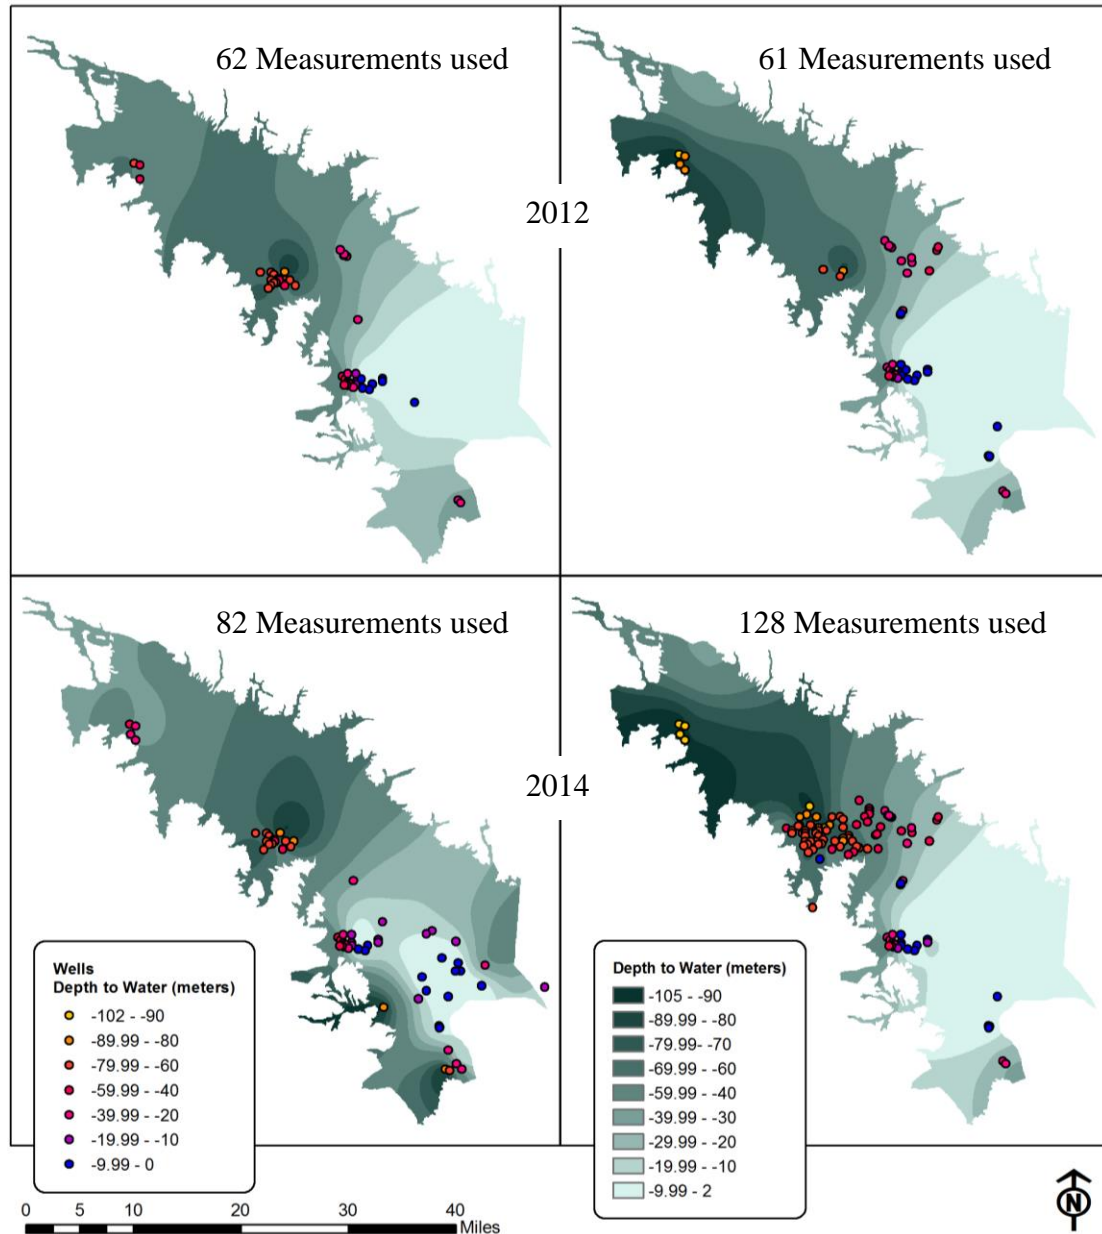 62 Measurements used
61 Measurements used
2012
82 Measurements used
128 Measurements used
2014
Wells
Depth to Water (meters)
-102 - -90
-89.99 - -80
-79.99 - -60
-59.99 - -40
-39.99 - -20
-19.99 - -10
-9.99 - 0
Depth to Water (meters)
-105 - -90
-89.99 - -80
-79.99- -70
-69.99 - -60
-59.99 - -40
-39.99 - -30
-29.99 - -20
-19.99 - -10
-9.99 - 2
0 5 10 20 30 40
Miles
N